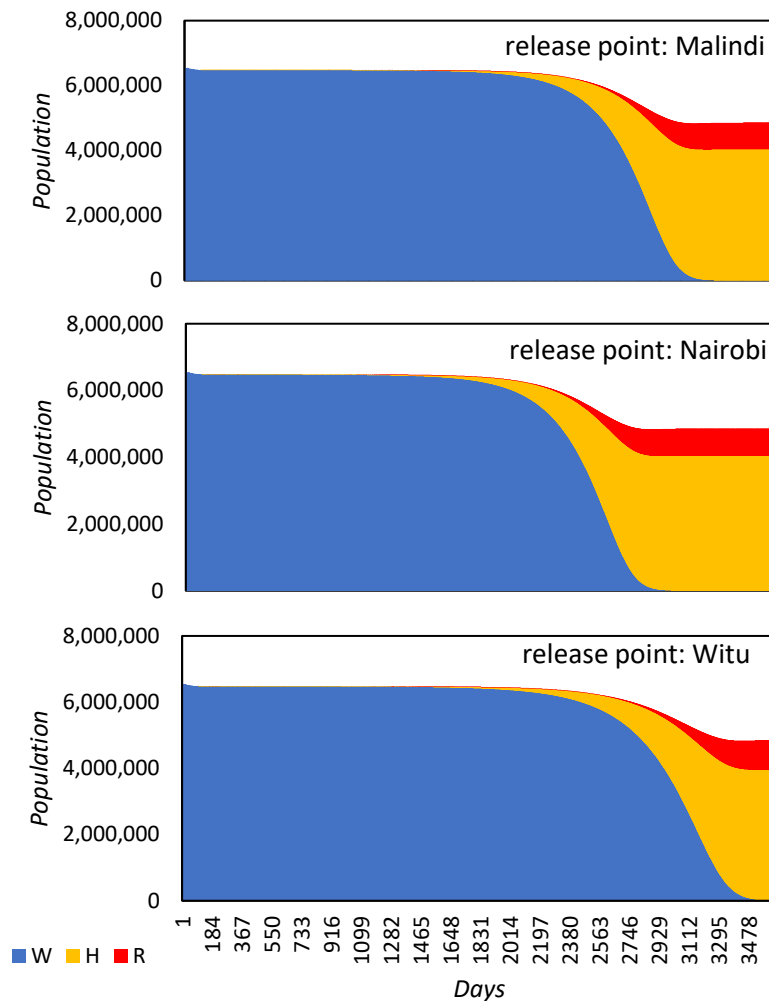 8,000,000
release point: Malindi
6,000,000
4,000,000
2,000,000
0
Population
8,000,000
release point: Nairobi
6,000,000
4,000,000
2,000,000
0
Population
8,000,000
release point: Witu
6,000,000
4,000,000
2,000,000
0
Population
1 184 367 550 733 916 1099 1282 1465 1648 1831 2014 2197 2380 2563 2746 2929 3112 3295 3478
W H R
Days